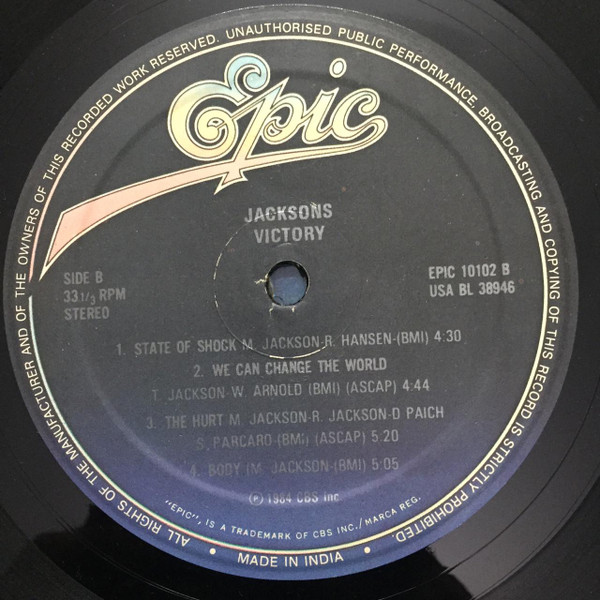 ALL RIGHTS OF THE MANUFACTURER AND OF THE OWNERS OF THIS RECORDED WORK RESERVED. UNAUTHORISED PUBLIC PERFORMANCE, BROADCASTING AND COPYING OF THIS RECORD IS STRICTLY PROHIBITED.
Epic
JACKSONS
VICTORY
SIDE B
33 1/3 RPM
STEREO
EPIC 10102 B
USA BL 38946
1. STATE OF SHOCK M. JACKSON-R. HANSEN-(BMI) 4:30
2. WE CAN CHANGE THE WORLD
T. JACKSON-W. ARNOLD (BMI) (ASCAP) 4:44
3. THE HURT M. JACKSON-R. JACKSON-D PAICH
S, PARCARO-(BMI) (ASCAP) 5:20
4. BODY (M. JACKSON-(BMI) 5:05
℗ 1984 CBS Inc
"EPIC", IS A TRADEMARK OF CBS INC./MARCA REG.
• MADE IN INDIA •